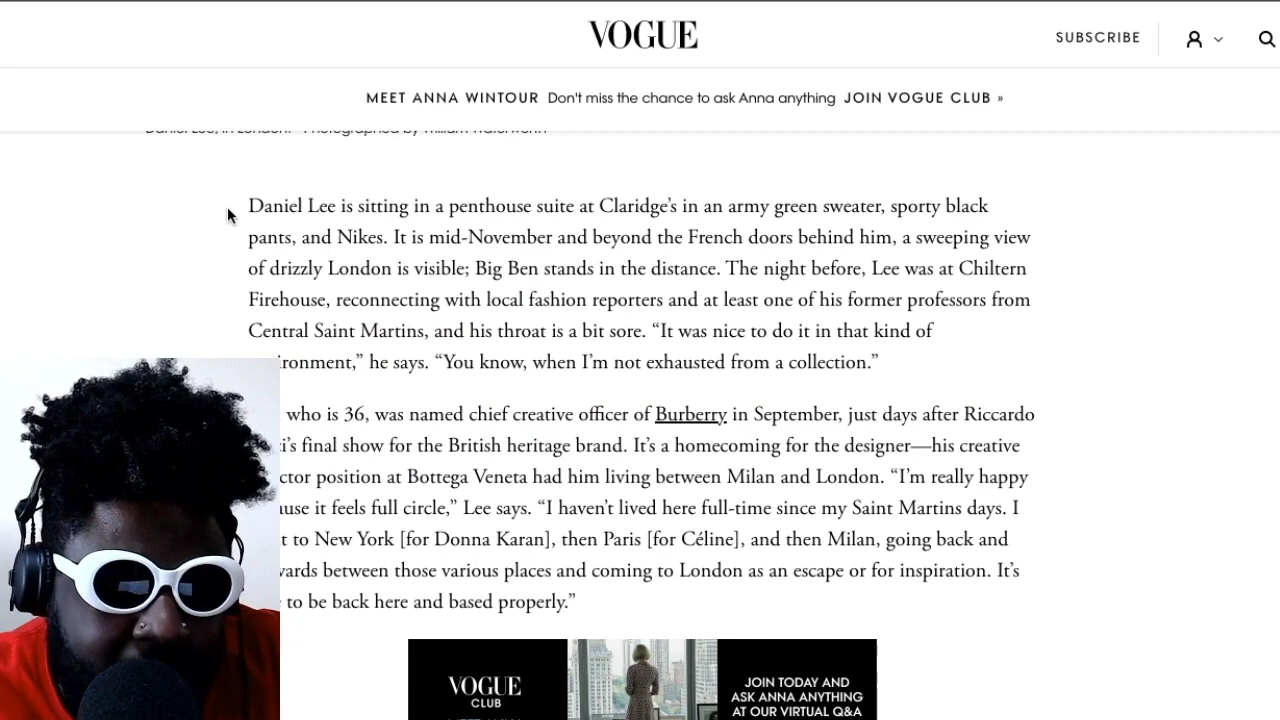 VOGUE
SUBSCRIBE
MEET ANNA WINTOUR Don't miss the chance to ask Anna anything JOIN VOGUE CLUB »
Daniel Lee, in London. Photographed by William Waterworth
Daniel Lee is sitting in a penthouse suite at Claridge’s in an army green sweater, sporty black
pants, and Nikes. It is mid-November and beyond the French doors behind him, a sweeping view
of drizzly London is visible; Big Ben stands in the distance. The night before, Lee was at Chiltern
Firehouse, reconnecting with local fashion reporters and at least one of his former professors from
Central Saint Martins, and his throat is a bit sore. “It was nice to do it in that kind of
ironment,” he says. “You know, when I’m not exhausted from a collection.”
who is 36, was named chief creative officer of Burberry in September, just days after Riccardo
i’s final show for the British heritage brand. It’s a homecoming for the designer—his creative
ctor position at Bottega Veneta had him living between Milan and London. “I’m really happy
use it feels full circle,” Lee says. “I haven’t lived here full-time since my Saint Martins days. I
t to New York [for Donna Karan], then Paris [for Céline], and then Milan, going back and
wards between those various places and coming to London as an escape or for inspiration. It’s
to be back here and based properly.”
VOGUE
CLUB
JOIN TODAY AND
ASK ANNA ANYTHING
AT OUR VIRTUAL Q&A